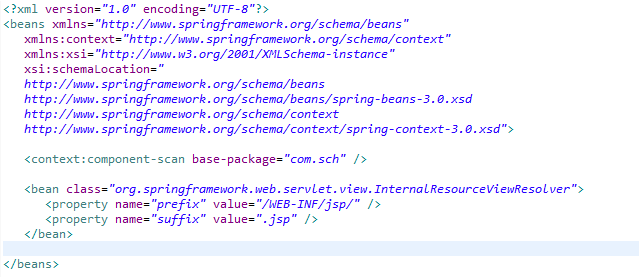 <?xml version="1.0" encoding="UTF-8"?>
<beans xmlns="http://www.springframework.org/schema/beans"
xmlns:context="http://www.springframework.org/schema/context"
xmlns:xsi="http://www.w3.org/2001/XMLSchema-instance"
xsi:schemaLocation="
http://www.springframework.org/schema/beans
http://www.springframework.org/schema/beans/spring-beans-3.0.xsd
http://www.springframework.org/schema/context
http://www.springframework.org/schema/context/spring-context-3.0.xsd">
<context:component-scan base-package="com.sch" />
<bean class="org.springframework.web.servlet.view.InternalResourceViewResolver">
<property name="prefix" value="/WEB-INF/jsp/" />
<property name="suffix" value=".jsp" />
</bean>
</beans>